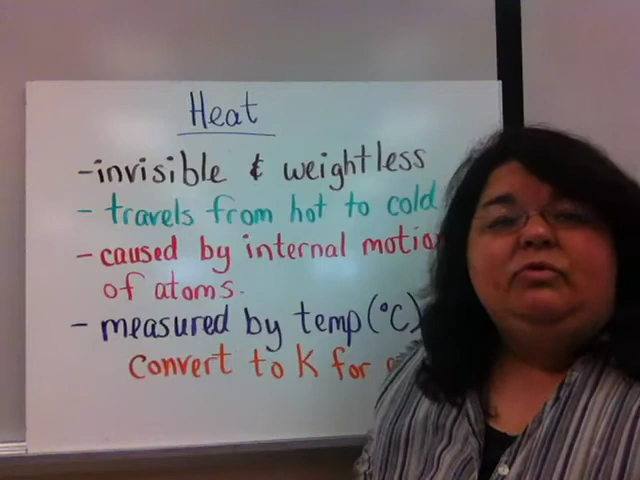 Heat
-invisible & weightless
- travels from hot to cold
- caused by internal motion
of atoms.
- measured by temp (°C)
convert to K for